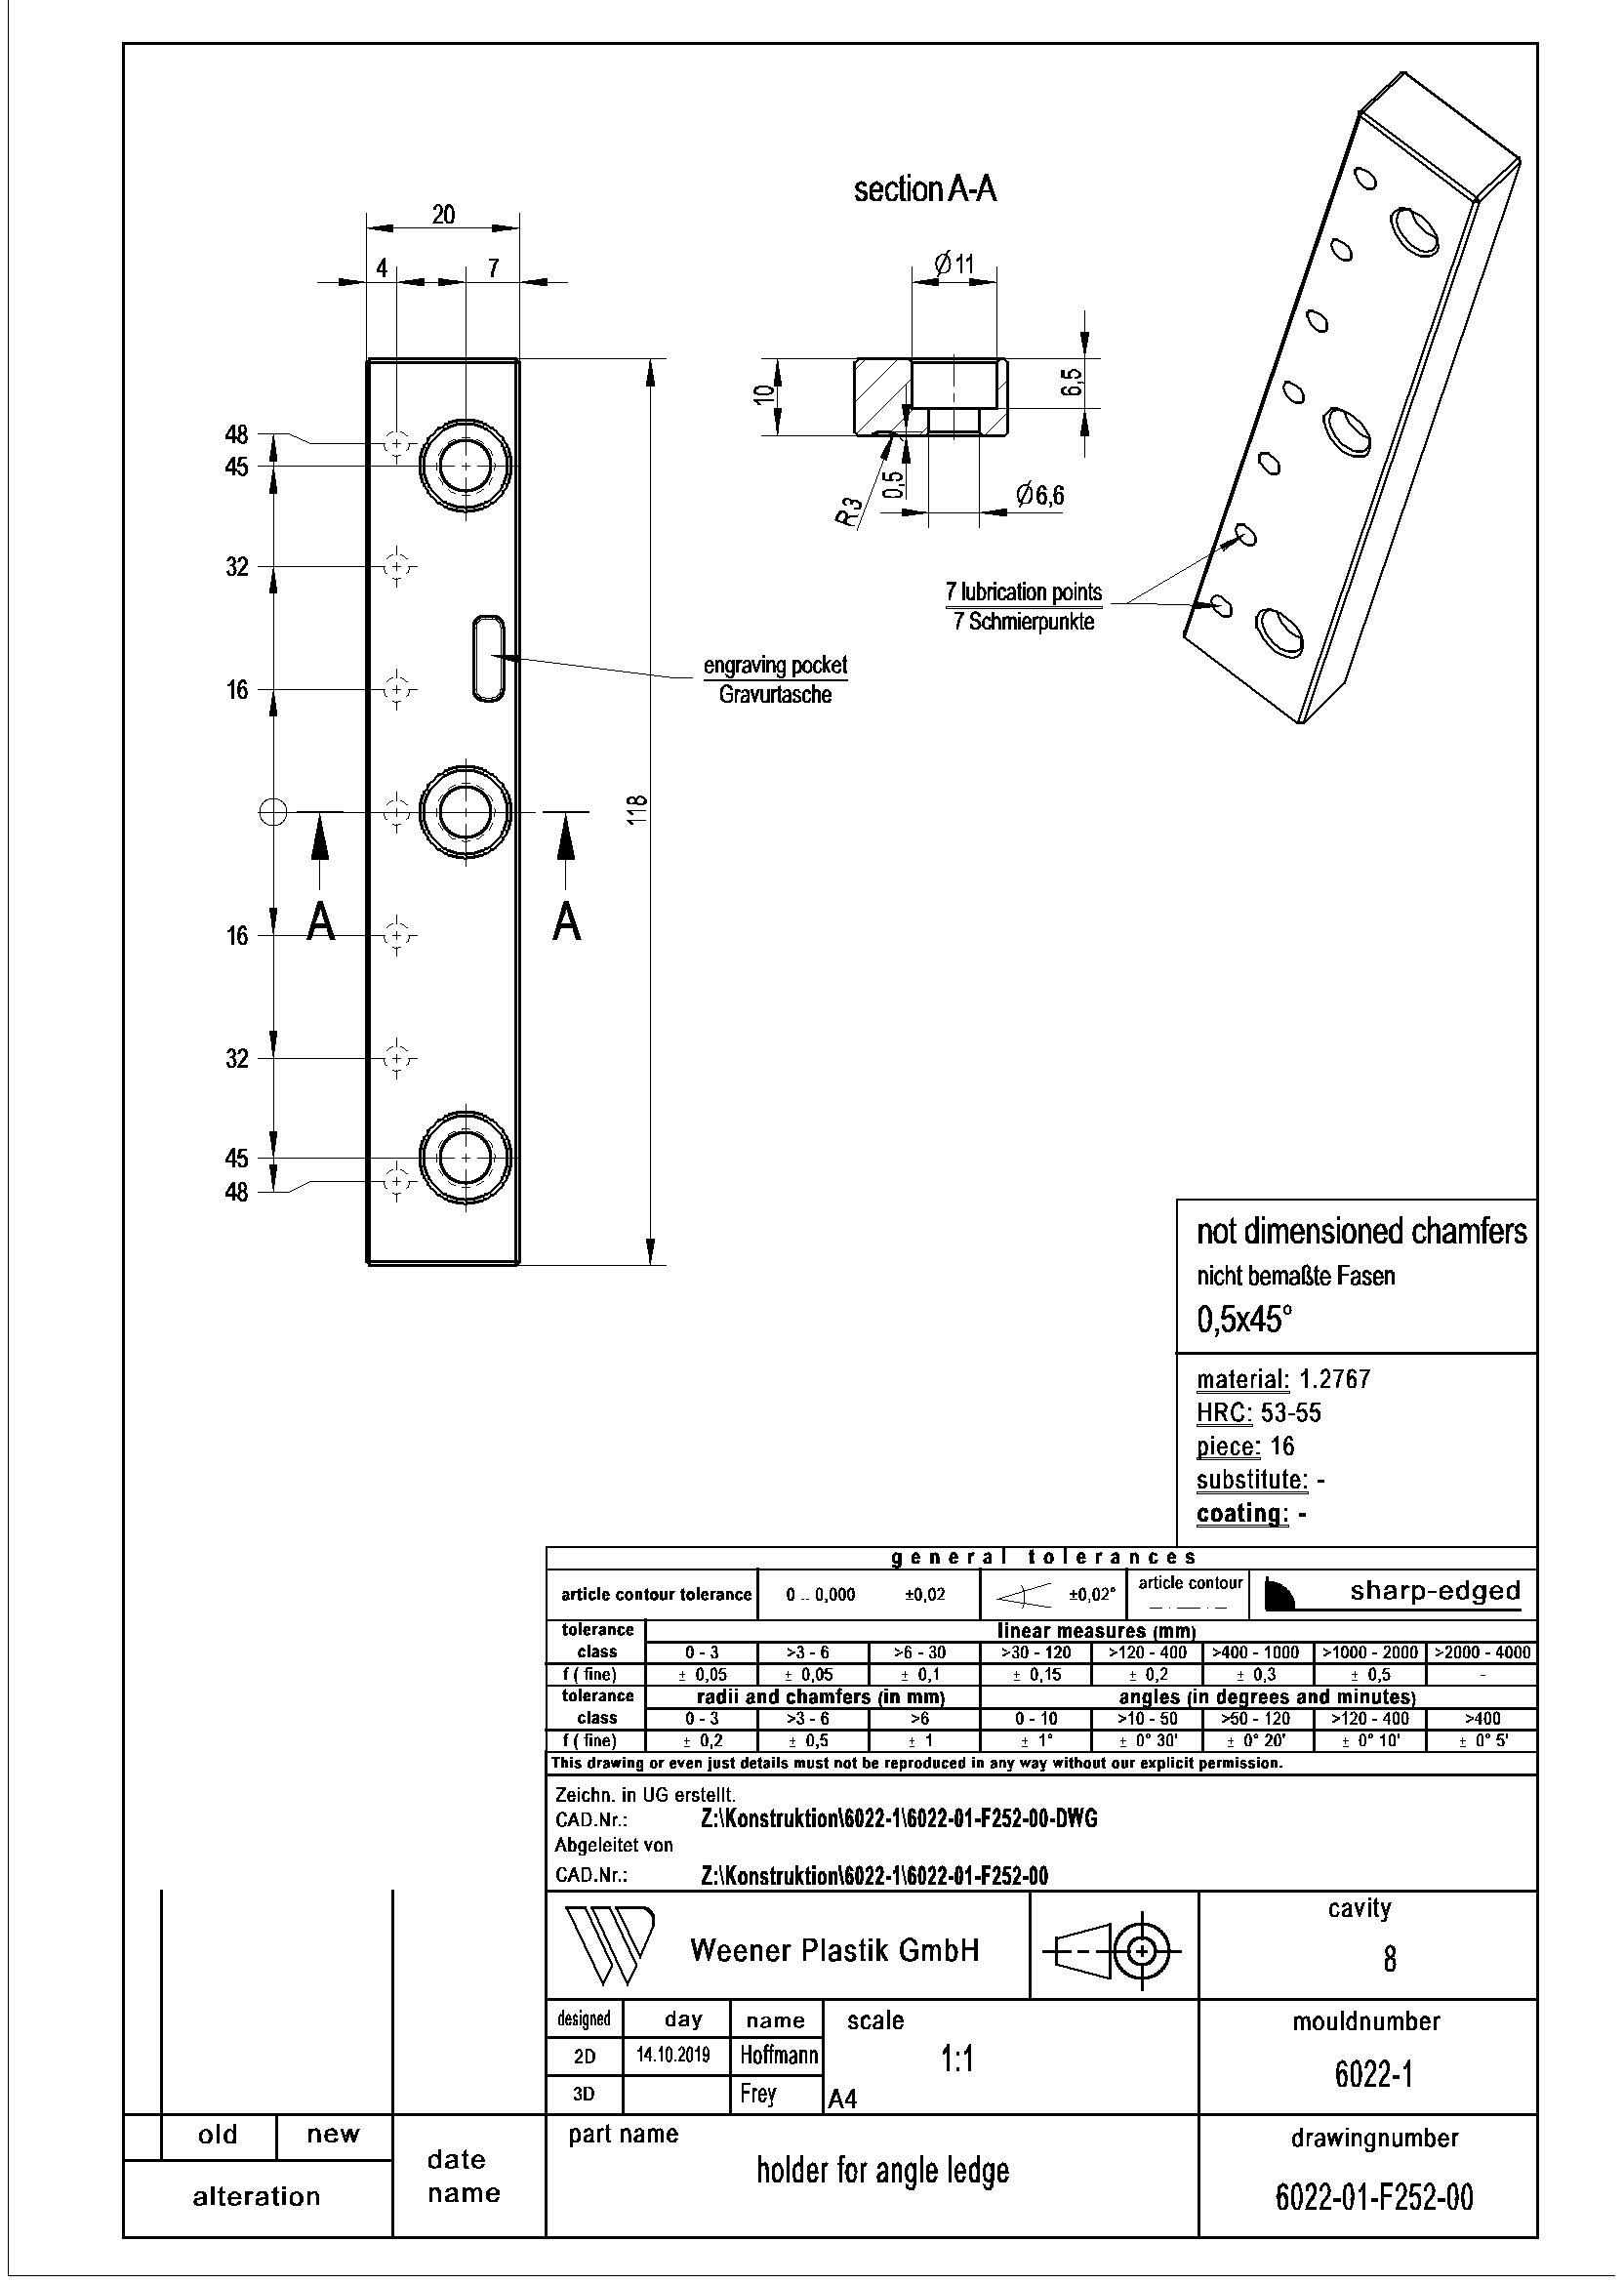 section A-A
20
4
7
Ø11
10
6,5
0,5
R3
Ø6,6
48
45
32
16
16
32
45
48
118
A
A
7 lubrication points
7 Schmierpunkte
engraving pocket
Gravurtasche
not dimensioned chamfers
nicht bemaßte Fasen
0,5x45°
material: 1.2767
HRC: 53-55
piece: 16
substitute: -
coating: -
general tolerances
article contour tolerance 0 .. 0,000 ±0,02 ±0,02° article contour sharp-edged
tolerance linear measures (mm)
class 0 - 3 >3 - 6 >6 - 30 >30 - 120 >120 - 400 >400 - 1000 >1000 - 2000 >2000 - 4000
f ( fine) ± 0,05 ± 0,05 ± 0,1 ± 0,15 ± 0,2 ± 0,3 ± 0,5 -
tolerance radii and chamfers (in mm) angles (in degrees and minutes)
class 0 - 3 >3 - 6 >6 0 - 10 >10 - 50 >50 - 120 >120 - 400 >400
f ( fine) ± 0,2 ± 0,5 ± 1 ± 1° ± 0° 30' ± 0° 20' ± 0° 10' ± 0° 5'
This drawing or even just details must not be reproduced in any way without our explicit permission.
Zeichn. in UG erstellt.
CAD.Nr.: Z:\Konstruktion\6022-1\6022-01-F252-00-DWG
Abgeleitet von
CAD.Nr.: Z:\Konstruktion\6022-1\6022-01-F252-00
Weener Plastik GmbH
cavity
8
designed day name scale
2D 14.10.2019 Hoffmann 1:1
3D Frey A4
mouldnumber
6022-1
old new
alteration
date
name
part name
holder for angle ledge
drawingnumber
6022-01-F252-00